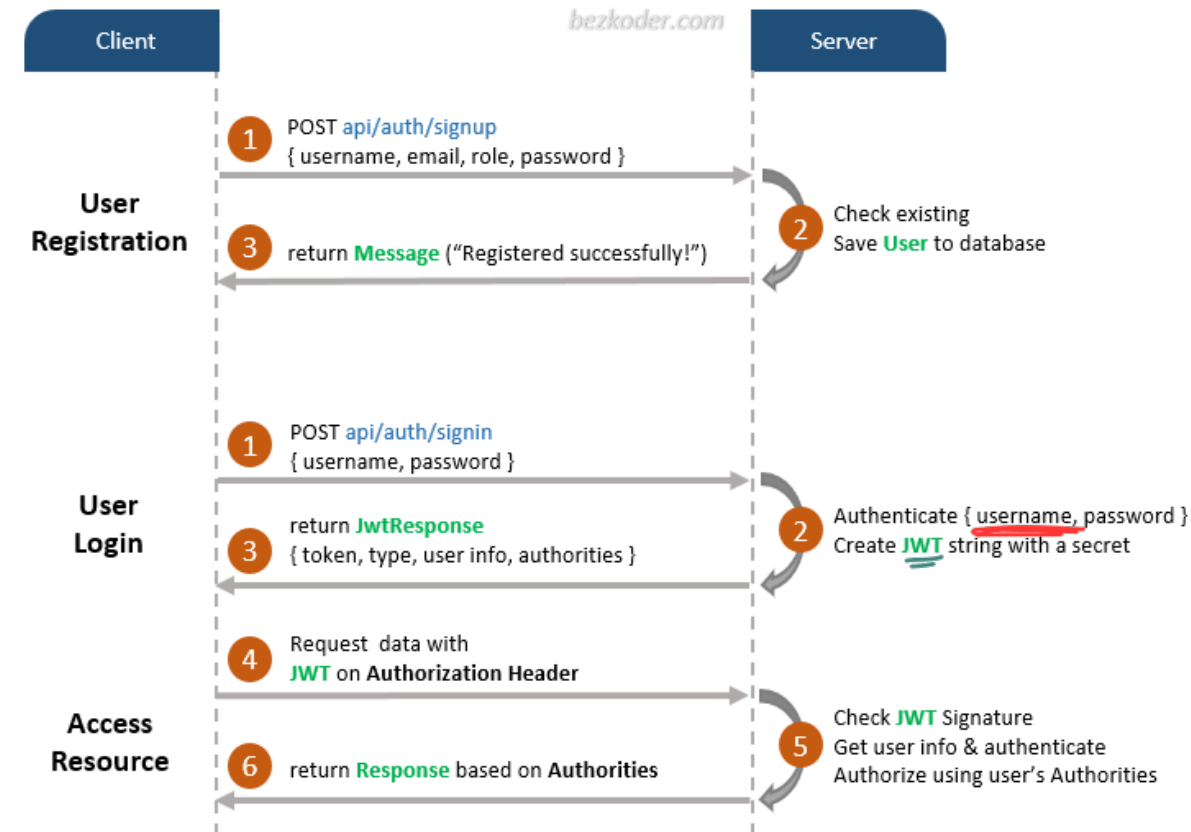 bezkoder.com
Client
Server
User
Registration
1
POST api/auth/signup
{ username, email, role, password }
2
Check existing
Save User to database
3
return Message (“Registered successfully!”)
User
Login
1
POST api/auth/signin
{ username, password }
2
Authenticate { username, password }
Create JWT string with a secret
3
return JwtResponse
{ token, type, user info, authorities }
Access
Resource
4
Request data with
JWT on Authorization Header
5
Check JWT Signature
Get user info & authenticate
Authorize using user’s Authorities
6
return Response based on Authorities